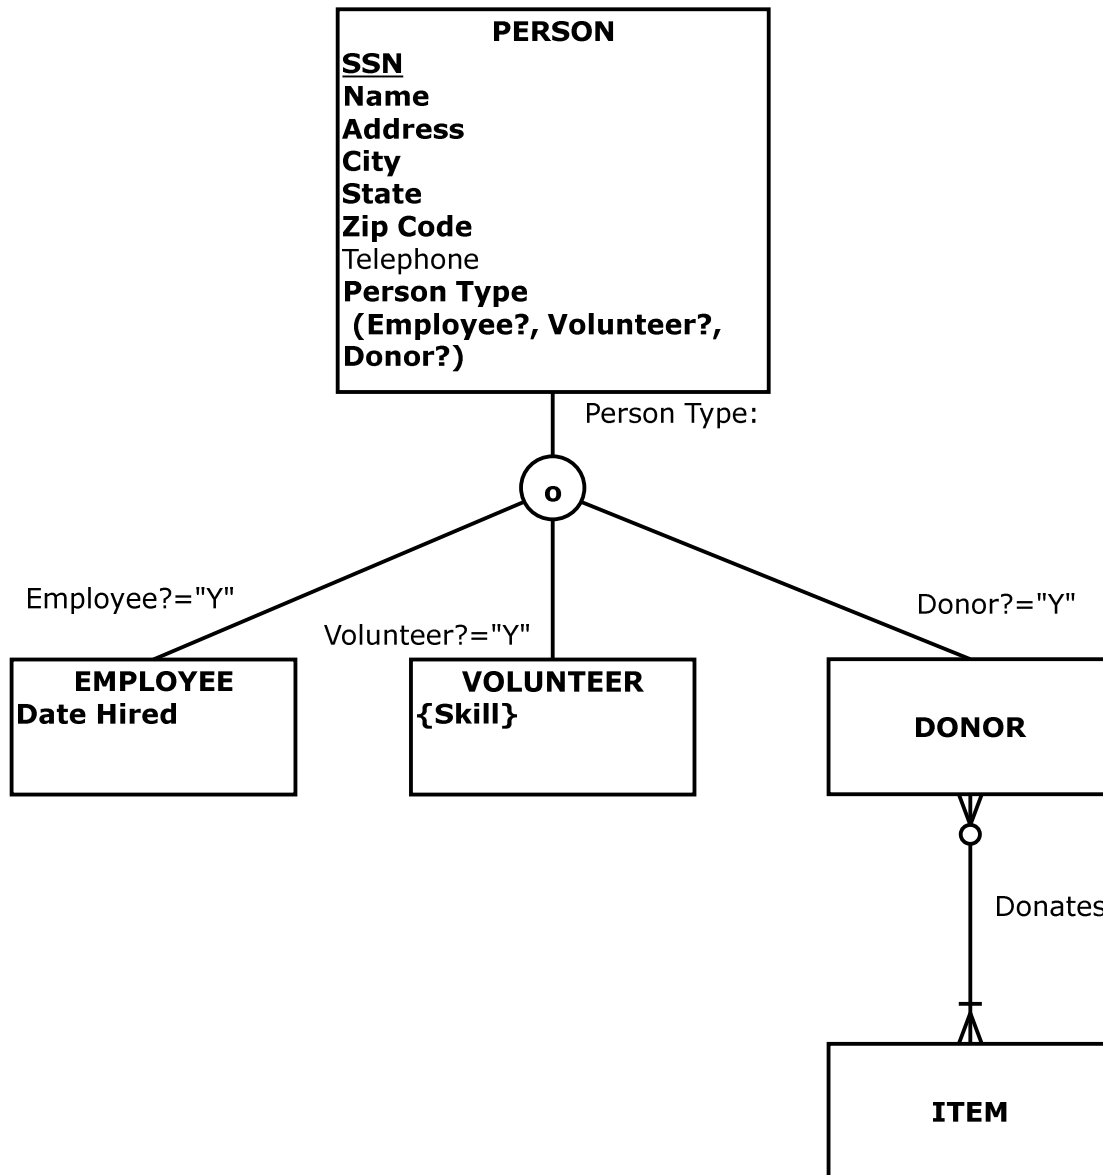 PERSON
SSN
Name
Address
City
State
Zip Code
Telephone
Person Type
(Employee?, Volunteer?,
Donor?)
Person Type:
o
Employee?="Y"
Volunteer?="Y"
Donor?="Y"
EMPLOYEE
Date Hired
VOLUNTEER
{Skill}
DONOR
Donates
ITEM